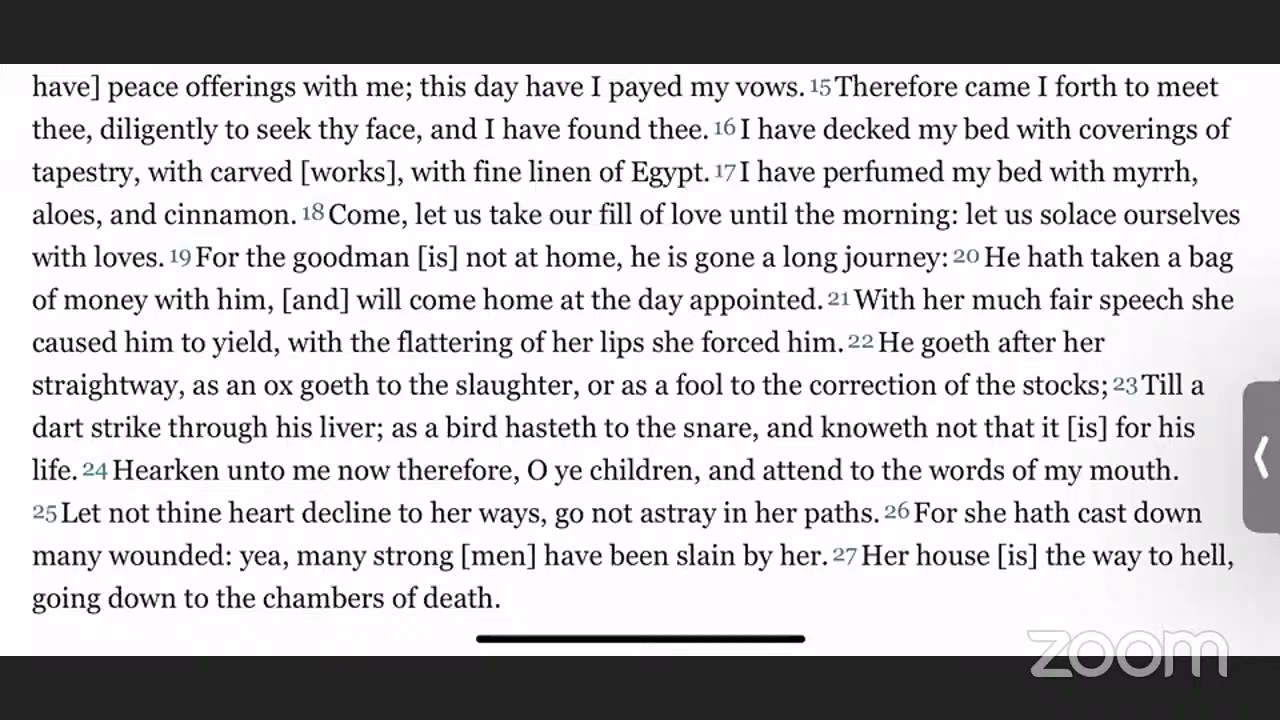 have] peace offerings with me; this day have I payed my vows. 15 Therefore came I forth to meet
thee, diligently to seek thy face, and I have found thee. 16 I have decked my bed with coverings of
tapestry, with carved [works], with fine linen of Egypt. 17 I have perfumed my bed with myrrh,
aloes, and cinnamon. 18 Come, let us take our fill of love until the morning: let us solace ourselves
with loves. 19 For the goodman [is] not at home, he is gone a long journey: 20 He hath taken a bag
of money with him, [and] will come home at the day appointed. 21 With her much fair speech she
caused him to yield, with the flattering of her lips she forced him. 22 He goeth after her
straightway, as an ox goeth to the slaughter, or as a fool to the correction of the stocks; 23 Till a
dart strike through his liver; as a bird hasteth to the snare, and knoweth not that it [is] for his
life. 24 Hearken unto me now therefore, O ye children, and attend to the words of my mouth.
25 Let not thine heart decline to her ways, go not astray in her paths. 26 For she hath cast down
many wounded: yea, many strong [men] have been slain by her. 27 Her house [is] the way to hell,
going down to the chambers of death.
zoom